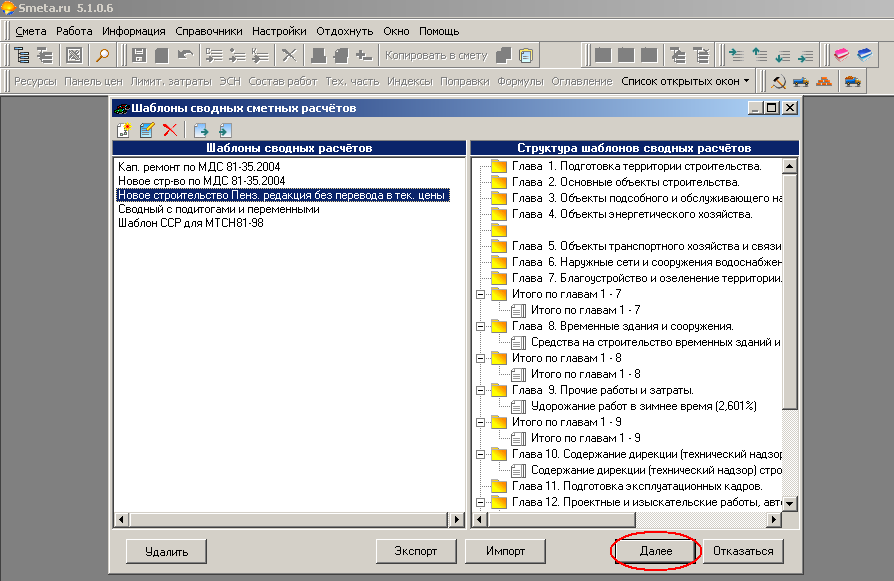 Smeta.ru 5.1.0.6
Смета Работа Информация Справочники Настройки Отдохнуть Окно Помощь
Копировать в смету
Ресурсы Панель цен Лимит. затраты ЭСН Состав работ Тех. часть Индексы Поправки Формулы Оглавление Список открытых окон
Шаблоны сводных сметных расчётов
Шаблоны сводных расчётов
Кап. ремонт по МДС 81-35.2004
Новое стр-во по МДС 81-35.2004
Новое строительство Пенз. редакция без перевода в тек. цены
Сводный с подитогами и переменными
Шаблон ССР для МТСН81-98
Структура шаблонов сводных расчётов
Глава 1. Подготовка территории строительства.
Глава 2. Основные объекты строительства.
Глава 3. Объекты подсобного и обслуживающего на
Глава 4. Объекты энергетического хозяйства.
Глава 5. Объекты транспортного хозяйства и связи
Глава 6. Наружные сети и сооружения водоснабжен
Глава 7. Благоустройство и озеленение территории.
Итого по главам 1 - 7
Итого по главам 1 - 7
Глава 8. Временные здания и сооружения.
Средства на строительство временных зданий и
Итого по главам 1 - 8
Итого по главам 1 - 8
Глава 9. Прочие работы и затраты.
Удорожание работ в зимнее время (2,601%)
Итого по главам 1 - 9
Итого по главам 1 - 9
Глава 10. Содержание дирекции (технический надзор
Содержание дирекции (технический надзор) стро
Глава 11. Подготовка эксплуатационных кадров.
Глава 12. Проектные и изыскательские работы, авт
Удалить Экспорт Импорт Далее Отказаться